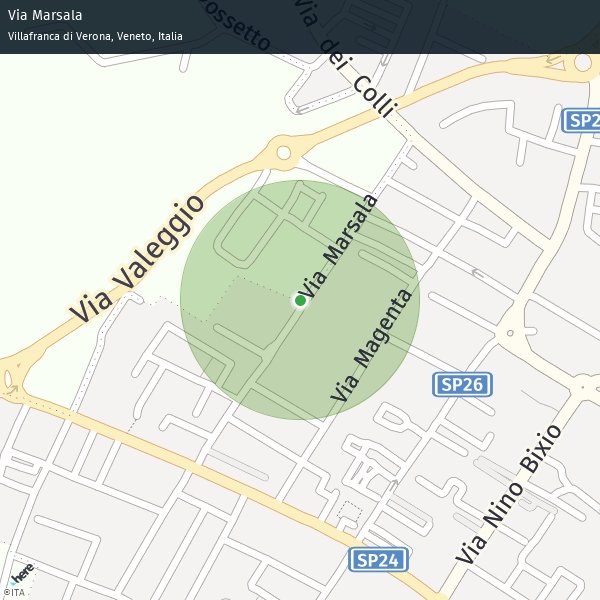 Via Marsala
Villafranca di Verona, Veneto, Italia
ossetto
Via dei Colli
SP2
Via Valeggio
Via Marsala
Via Magenta
SP26
Via Nino Bixio
SP24
here
©ITA